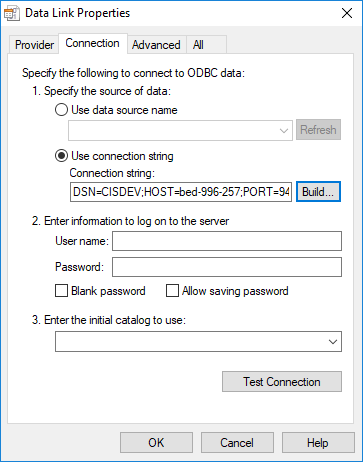 Data Link Properties
Provider Connection Advanced All
Specify the following to connect to ODBC data:
1. Specify the source of data:
Use data source name
Refresh
Use connection string
Connection string:
DSN=CISDEV;HOST=bed-996-257;PORT=94 Build...
2. Enter information to log on to the server
User name:
Password:
Blank password Allow saving password
3. Enter the initial catalog to use:
Test Connection
OK Cancel Help